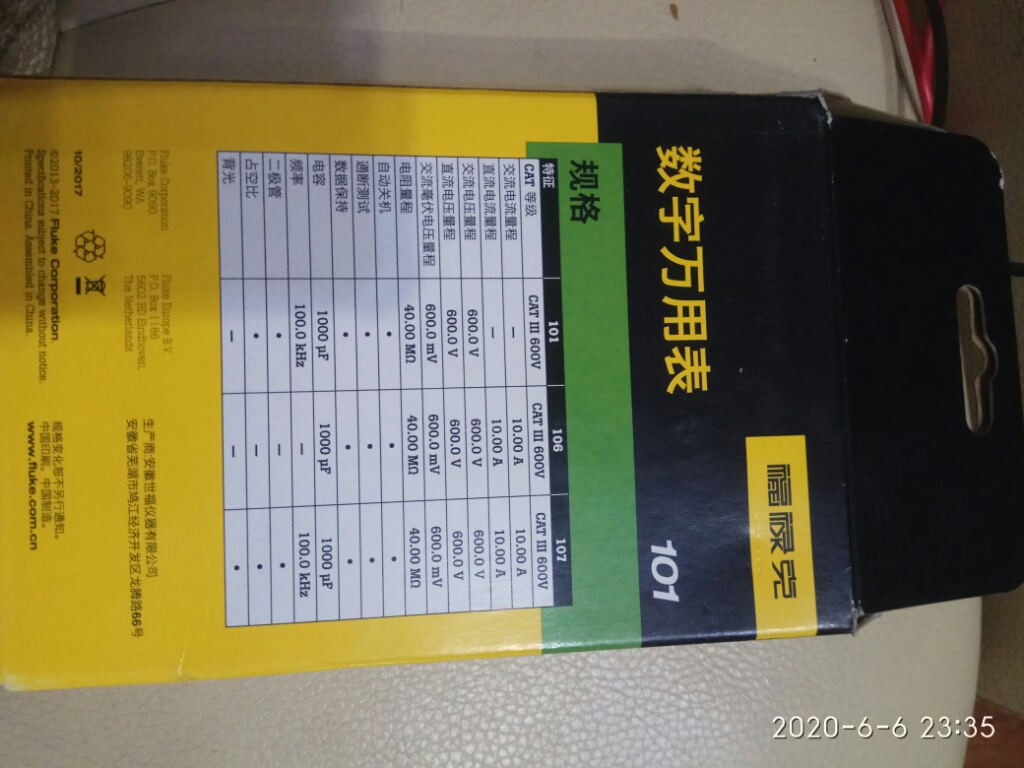 福禄克
数字万用表 101
规格
特征 101 106 107
CAT 等级 CAT III 600V CAT III 600V CAT III 600V
交流电流量程 — 10.00 A 10.00 A
直流电流量程 — 10.00 A 10.00 A
交流电压量程 600.0 V 600.0 V 600.0 V
直流电压量程 600.0 V 600.0 V 600.0 V
交流毫伏电压量程 600.0 mV 600.0 mV 600.0 mV
电阻量程 40.00 MΩ 40.00 MΩ 40.00 MΩ
自动关机 • • •
通断测试 • • •
数据保持 • • •
电容 1000 µF 1000 µF 1000 µF
频率 100.0 kHz — 100.0 kHz
二极管 • — •
占空比 • — •
背光 — — •
Fluke Corporation
P.O. Box 9090
Everett, WA
98206-9090
Fluke Europe B.V.
P.O. Box 1186
5602 BD Eindhoven,
The Netherlands
生产商:安徽世福仪器有限公司
安徽省芜湖市鸠江经济开发区龙腾路66号
10/2017
©2013-2017 Fluke Corporation.
Specifications subject to change without notice.
Printed in China. Assembled in China.
规格变化恕不另行通知。
中国印刷。中国制造。
www.fluke.com.cn
2020-6-6 23:35